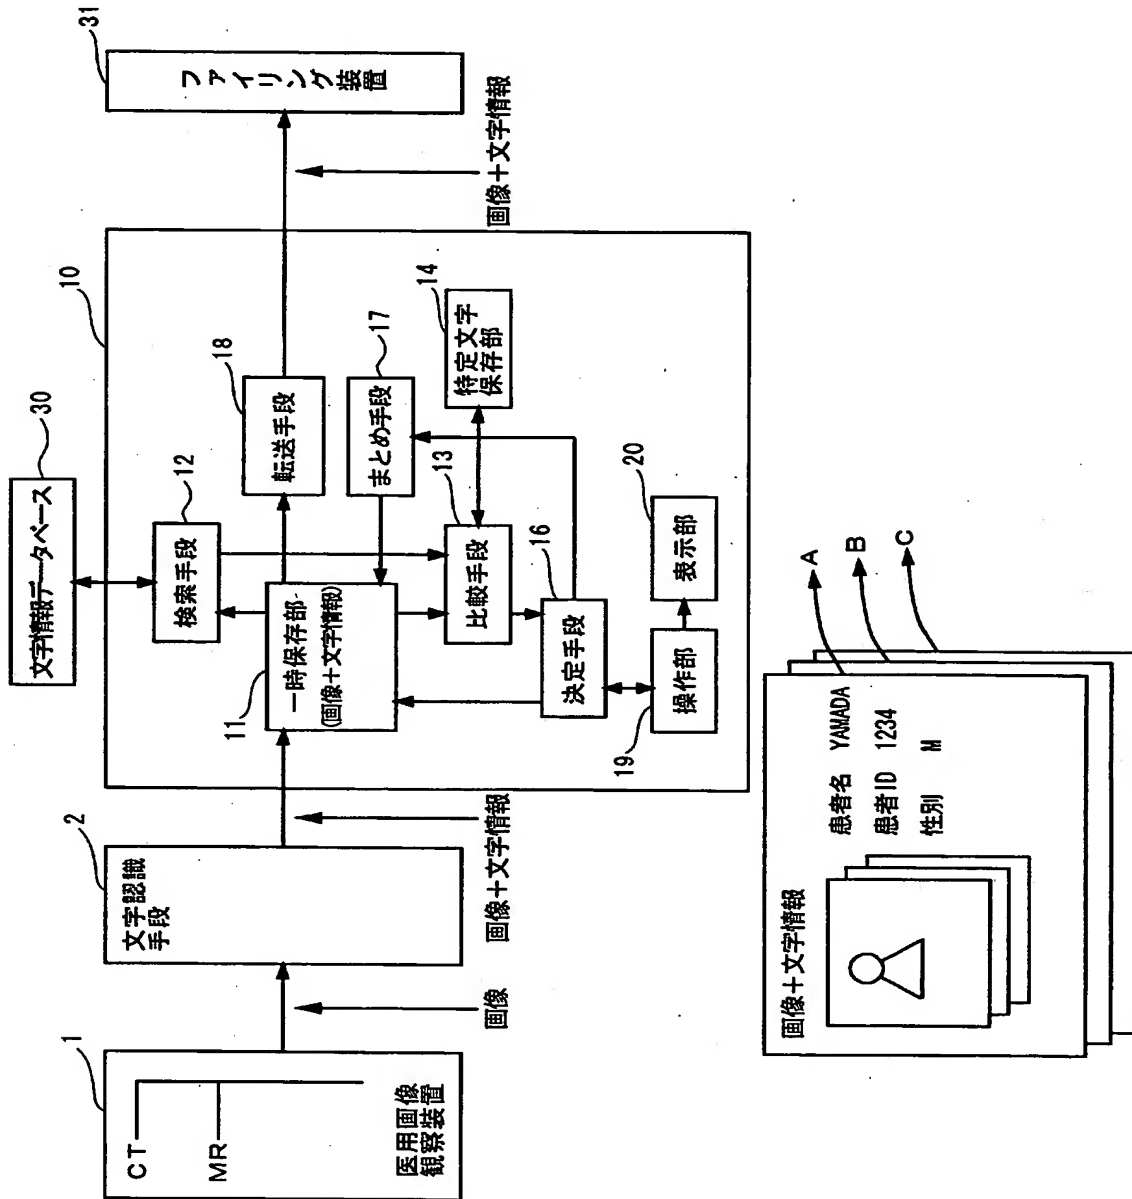 1
CT
MR
医用画像
観察装置
画像
2
文字認識
手段
画像+文字情報
10
30
文字情報データベース
12
検索手段
18
転送手段
11
一時保存部
(画像+文字情報)
まとめ手段
17
14
特定文字
保存部
13
比較手段
16
決定手段
19
操作部
20
表示部
画像+文字情報
31
ファイリング装置
画像+文字情報
患者名 YAMADA
患者ID 1234
性別 M
A
B
C